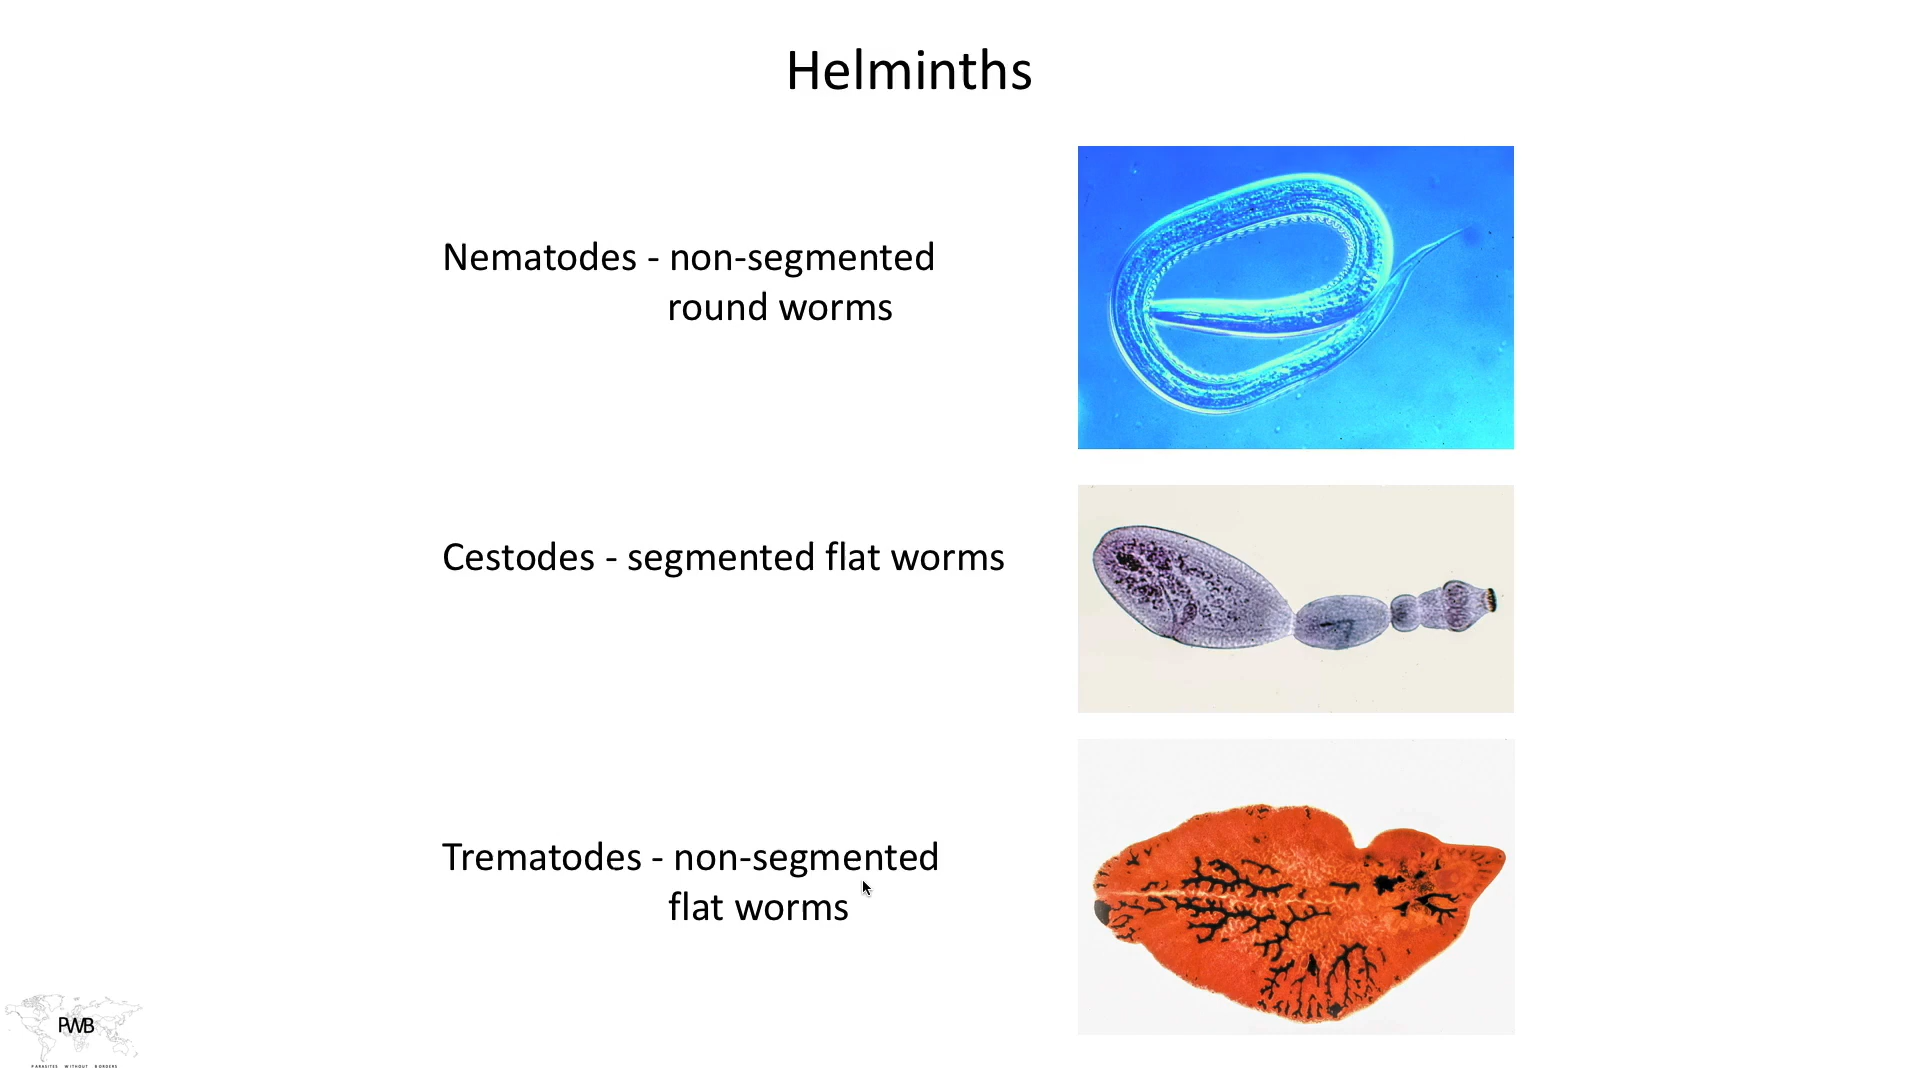 Helminths
Nematodes - non-segmented
round worms
Cestodes - segmented flat worms
Trematodes - non-segmented
flat worms
PWB
PARASITES WITHOUT BORDERS